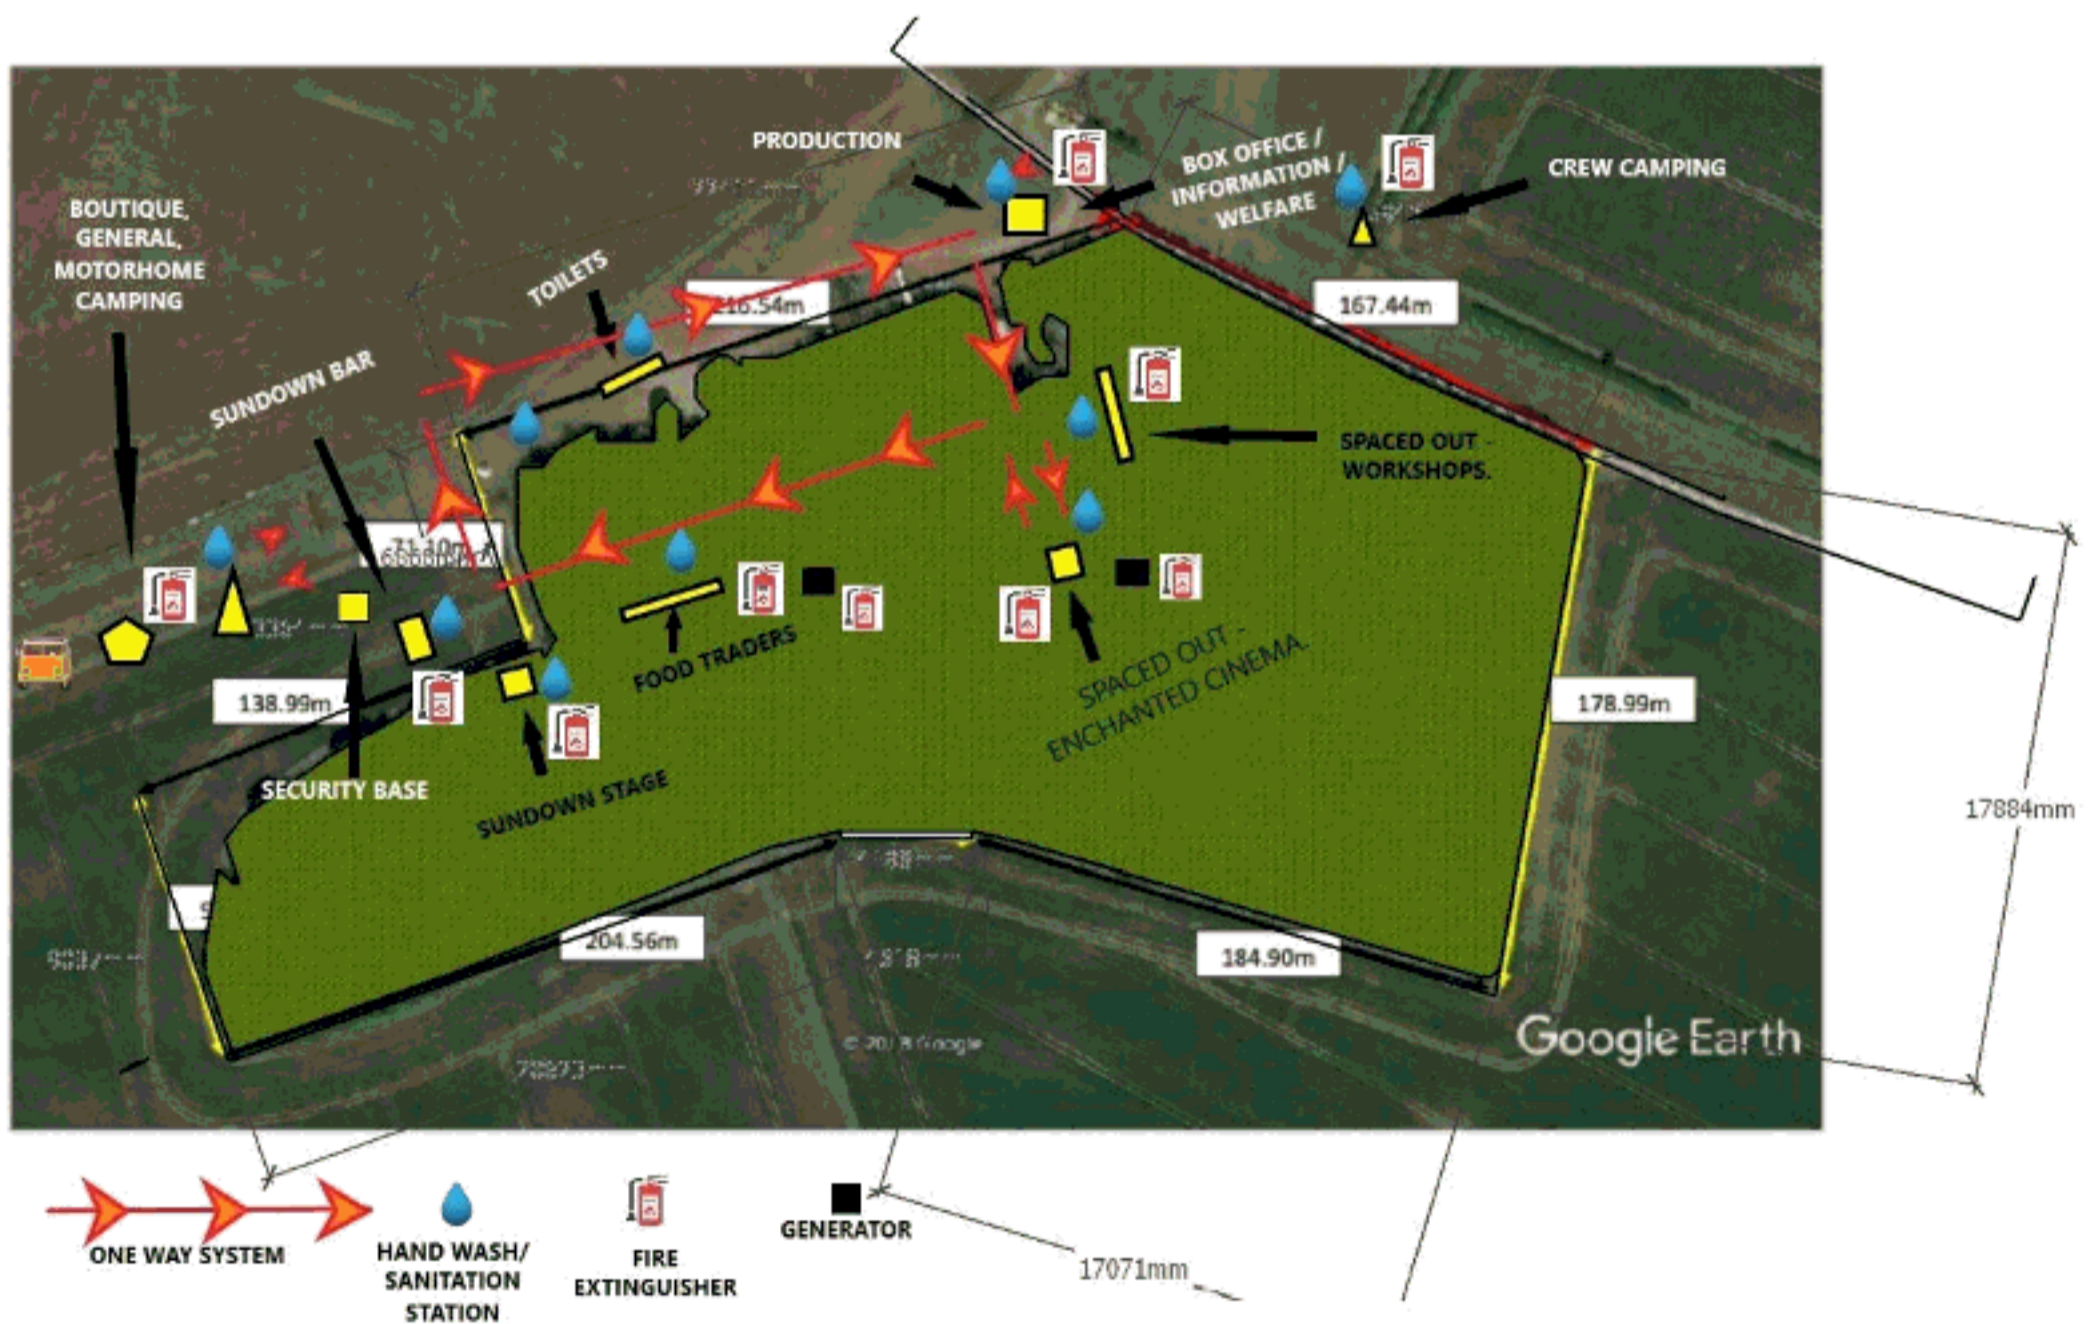 PRODUCTION
BOX OFFICE /
INFORMATION /
WELFARE
CREW CAMPING
BOUTIQUE,
GENERAL,
MOTORHOME
CAMPING
TOILETS
167.44m
SUNDOWN BAR
SPACED OUT -
WORKSHOPS.
FOOD TRADERS
SPACED OUT -
ENCHANTED CINEMA.
138.99m
178.99m
SECURITY BASE
SUNDOWN STAGE
17884mm
204.56m
184.90m
Google Earth
Google
ONE WAY SYSTEM
HAND WASH/
SANITATION
STATION
FIRE
EXTINGUISHER
GENERATOR
17071mm